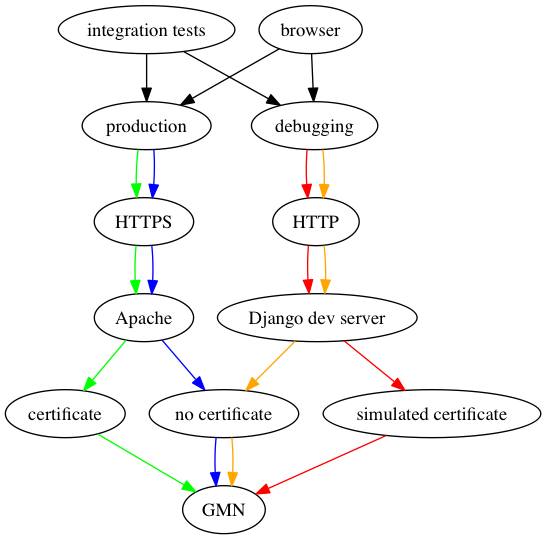 integration tests
browser
production
debugging
HTTPS
HTTP
Apache
Django dev server
certificate
no certificate
simulated certificate
GMN